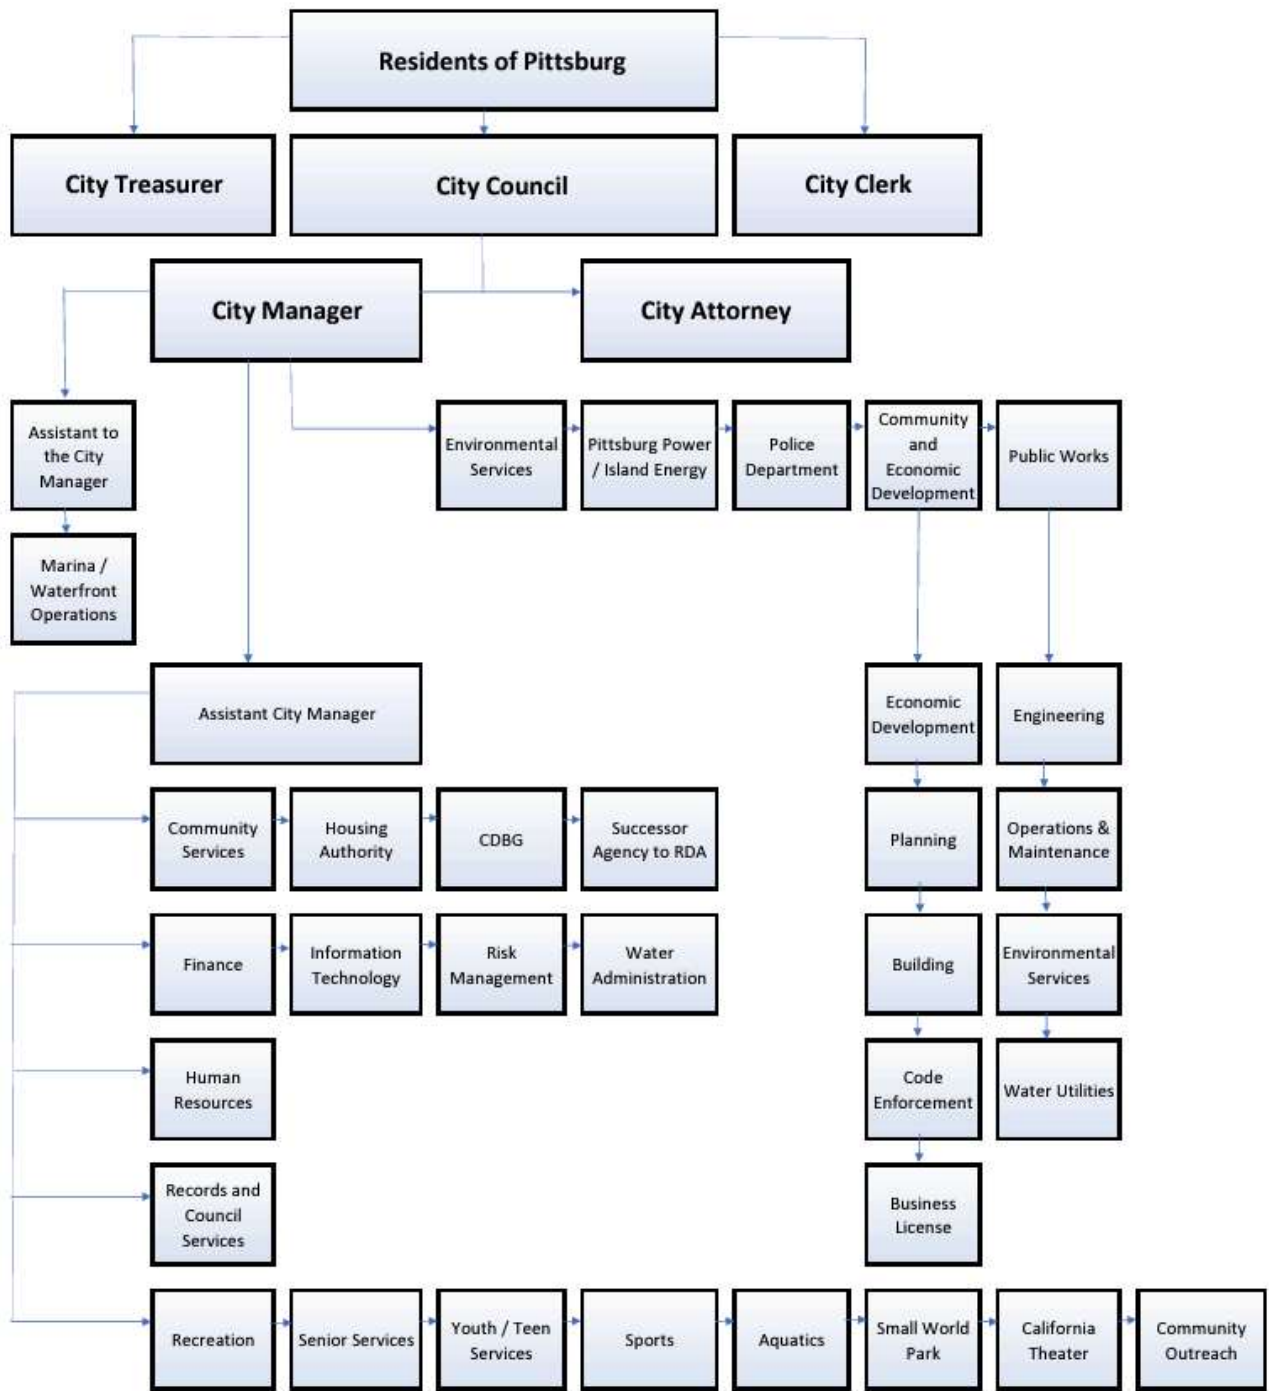 Residents of Pittsburg
City Treasurer
City Council
City Clerk
City Manager
City Attorney
Assistant to
the City
Manager
Environmental
Services
Pittsburg Power
/ Island Energy
Police
Department
Community
and
Economic
Development
Public Works
Marina /
Waterfront
Operations
Assistant City Manager
Economic
Development
Engineering
Community
Services
Housing
Authority
CDBG
Successor
Agency to RDA
Planning
Operations &
Maintenance
Finance
Information
Technology
Risk
Management
Water
Administration
Building
Environmental
Services
Human
Resources
Code
Enforcement
Water Utilities
Records and
Council
Services
Business
License
Recreation
Senior Services
Youth / Teen
Services
Sports
Aquatics
Small World
Park
California
Theater
Community
Outreach